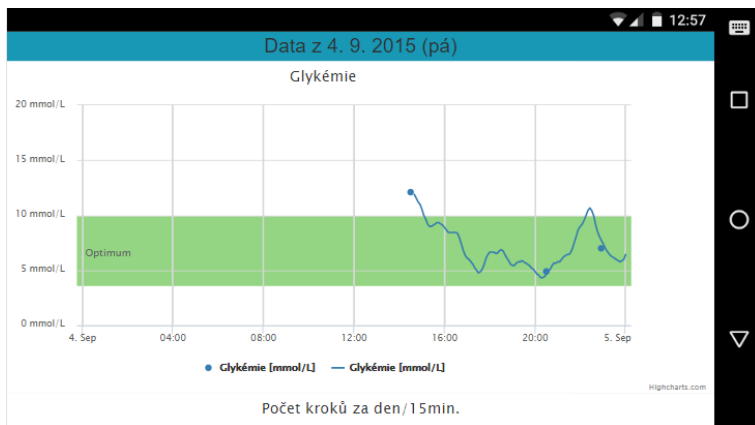 12:57
Data z 4. 9. 2015 (pá)
Glykémie
20 mmol/L
15 mmol/L
10 mmol/L
Optimum
5 mmol/L
0 mmol/L
4. Sep 04:00 08:00 12:00 16:00 20:00 5. Sep
Glykémie [mmol/L] Glykémie [mmol/L]
Highcharts.com
Počet kroků za den/15min.